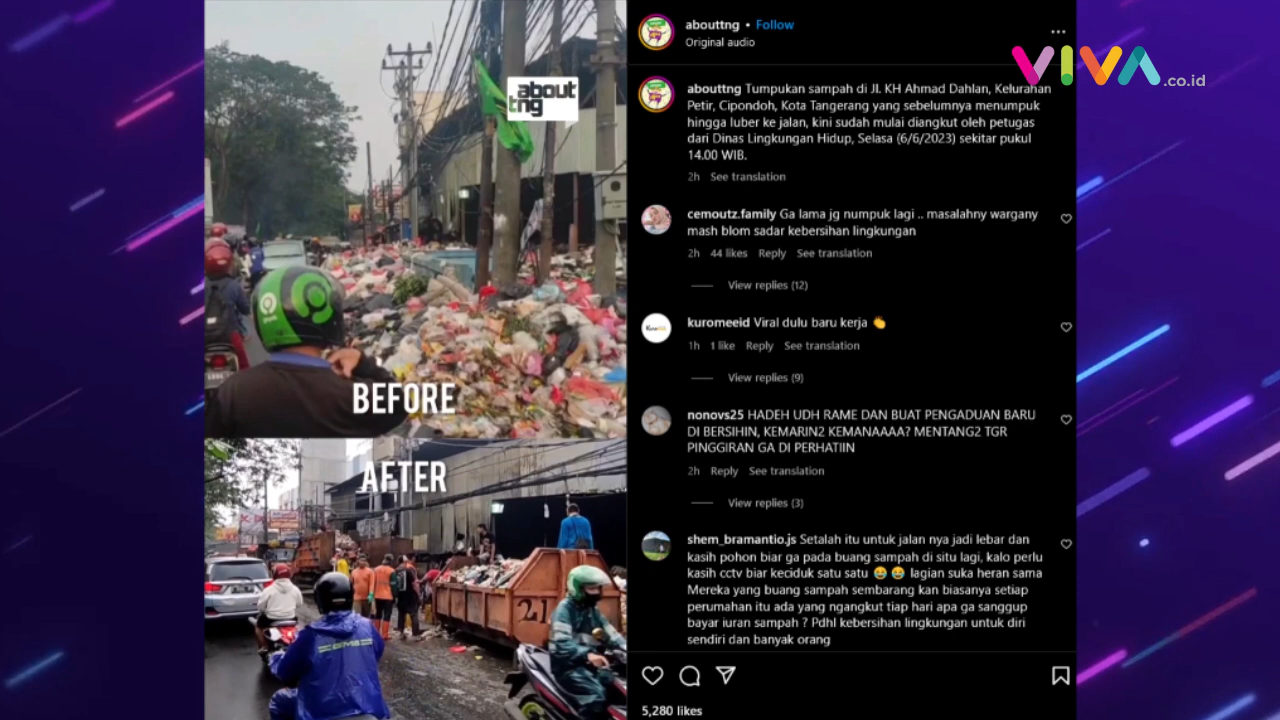 about
tng
BEFORE
AFTER
21
abouttng • Follow
Original audio
VIVA.co.id
abouttng Tumpukan sampah di Jl. KH Ahmad Dahlan, Kelurahan
Petir, Cipondoh, Kota Tangerang yang sebelumnya menumpuk
hingga luber ke jalan, kini sudah mulai diangkut oleh petugas
dari Dinas Lingkungan Hidup, Selasa (6/6/2023) sekitar pukul
14.00 WIB.
2h See translation
cemoutz.family Ga lama jg numpuk lagi .. masalahny wargany
mash blom sadar kebersihan lingkungan
2h 44 likes Reply See translation
View replies (12)
kuromeeid Viral dulu baru kerja 👏
1h 1 like Reply See translation
View replies (9)
nonovs25 HADEH UDH RAME DAN BUAT PENGADUAN BARU
DI BERSIHIN, KEMARIN2 KEMANAAAA? MENTANG2 TGR
PINGGIRAN GA DI PERHATIIN
2h Reply See translation
View replies (3)
shem_bramantio.js Setalah itu untuk jalan nya jadi lebar dan
kasih pohon biar ga pada buang sampah di situ lagi, kalo perlu
kasih cctv biar keciduk satu satu 😂 😂 lagian suka heran sama
Mereka yang buang sampah sembarang kan biasanya setiap
perumahan itu ada yang ngangkut tiap hari apa ga sanggup
bayar iuran sampah ? Pdhl kebersihan lingkungan untuk diri
sendiri dan banyak orang
5,280 likes